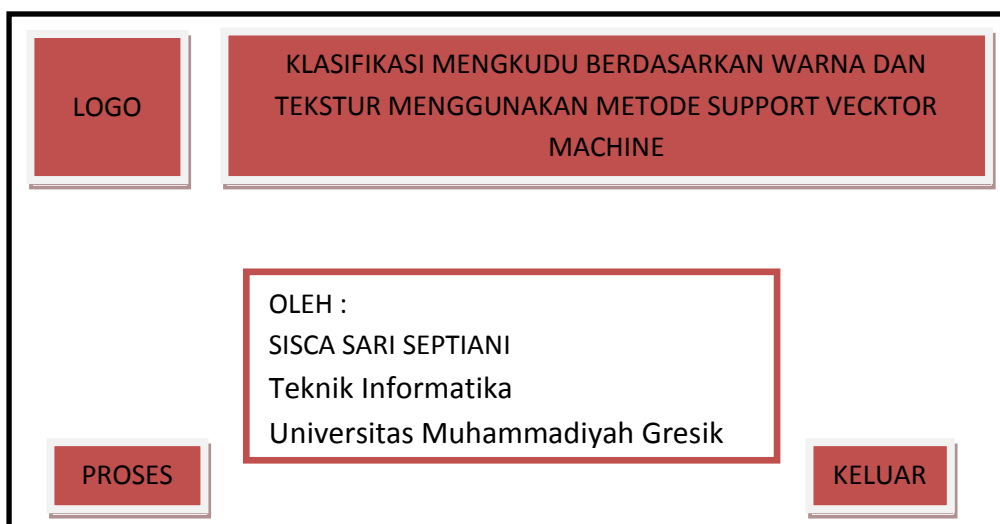 LOGO
KLASIFIKASI MENGKUDU BERDASARKAN WARNA DAN
TEKSTUR MENGGUNAKAN METODE SUPPORT VECKTOR
MACHINE
OLEH :
SISCA SARI SEPTIANI
Teknik Informatika
Universitas Muhammadiyah Gresik
PROSES
KELUAR